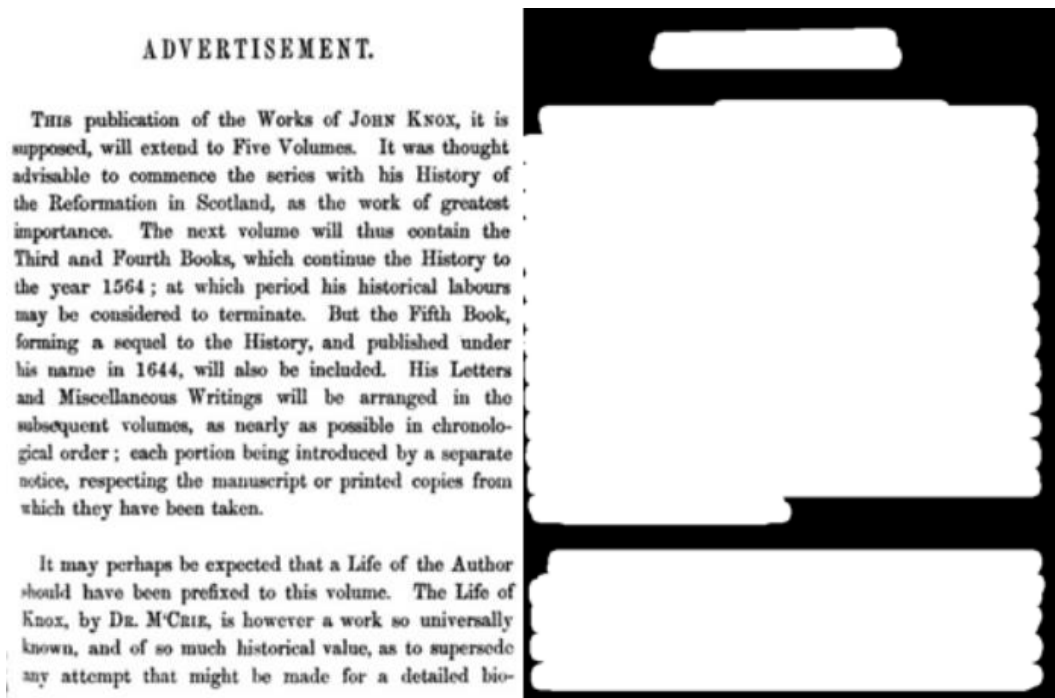 ADVERTISEMENT.
THIS publication of the Works of JOHN KNOX, it is
supposed, will extend to Five Volumes. It was thought
advisable to commence the series with his History of
the Reformation in Scotland, as the work of greatest
importance. The next volume will thus contain the
Third and Fourth Books, which continue the History to
the year 1564 ; at which period his historical labours
may be considered to terminate. But the Fifth Book,
forming a sequel to the History, and published under
his name in 1644, will also be included. His Letters
and Miscellaneous Writings will be arranged in the
subsequent volumes, as nearly as possible in chronolo-
gical order ; each portion being introduced by a separate
notice, respecting the manuscript or printed copies from
which they have been taken.
It may perhaps be expected that a Life of the Author
should have been prefixed to this volume. The Life of
Knox, by DR. M'CRIE, is however a work so universally
known, and of so much historical value, as to supersede
any attempt that might be made for a detailed bio-